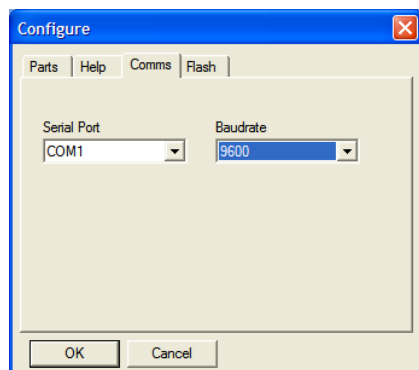 Configure
Parts Help Comms Flash
Serial Port Baudrate
COM1 9600
OK Cancel